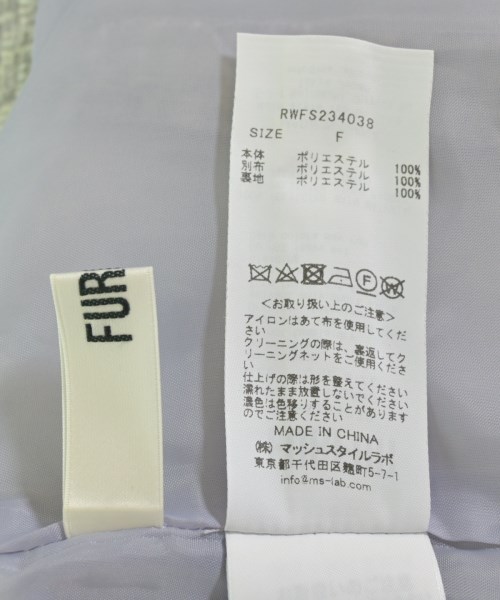 FUR
RWFS234038
SIZE F
本体 ポリエステル 100%
別布 ポリエステル 100%
裏地 ポリエステル 100%
<お取り扱い上のご注意>
アイロンはあて布を使用してくだ
さい
クリーニングの際は、裏返してク
リーニングネットをご使用くださ
い
仕上げの際は形を整えてください
濡れたまま放置しないでください
濃色は色移りすることがあります
のでご注意ください
MADE IN CHINA
(株) マッシュスタイルラボ
東京都千代田区麹町5-7-1
info@ms-lab.com